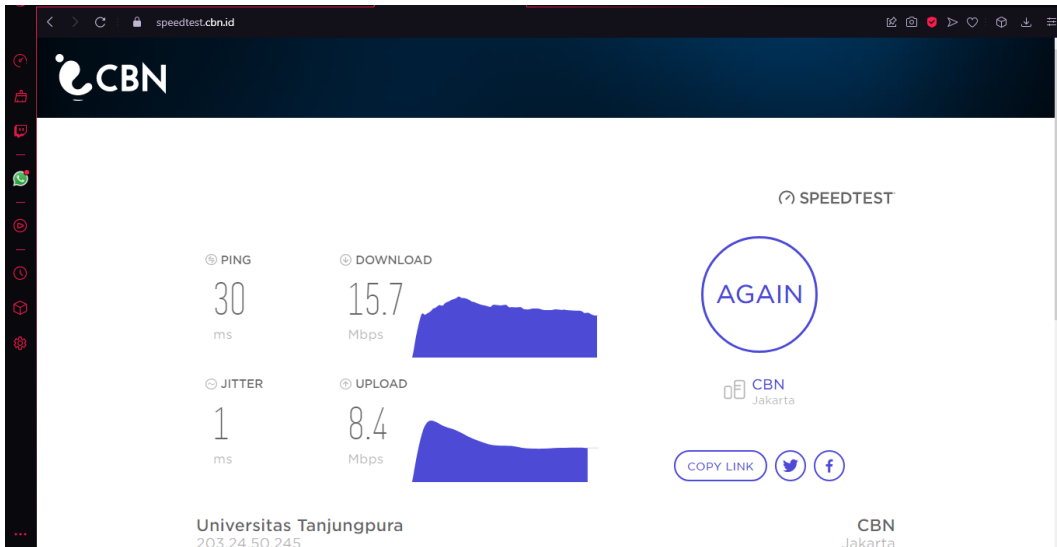 speedtest.cbn.id
CBN
SPEEDTEST
PING
30
ms
DOWNLOAD
15.7
Mbps
AGAIN
JITTER
1
ms
UPLOAD
8.4
Mbps
CBN
Jakarta
COPY LINK
Universitas Tanjungpura
203.24.50.245
CBN
Jakarta